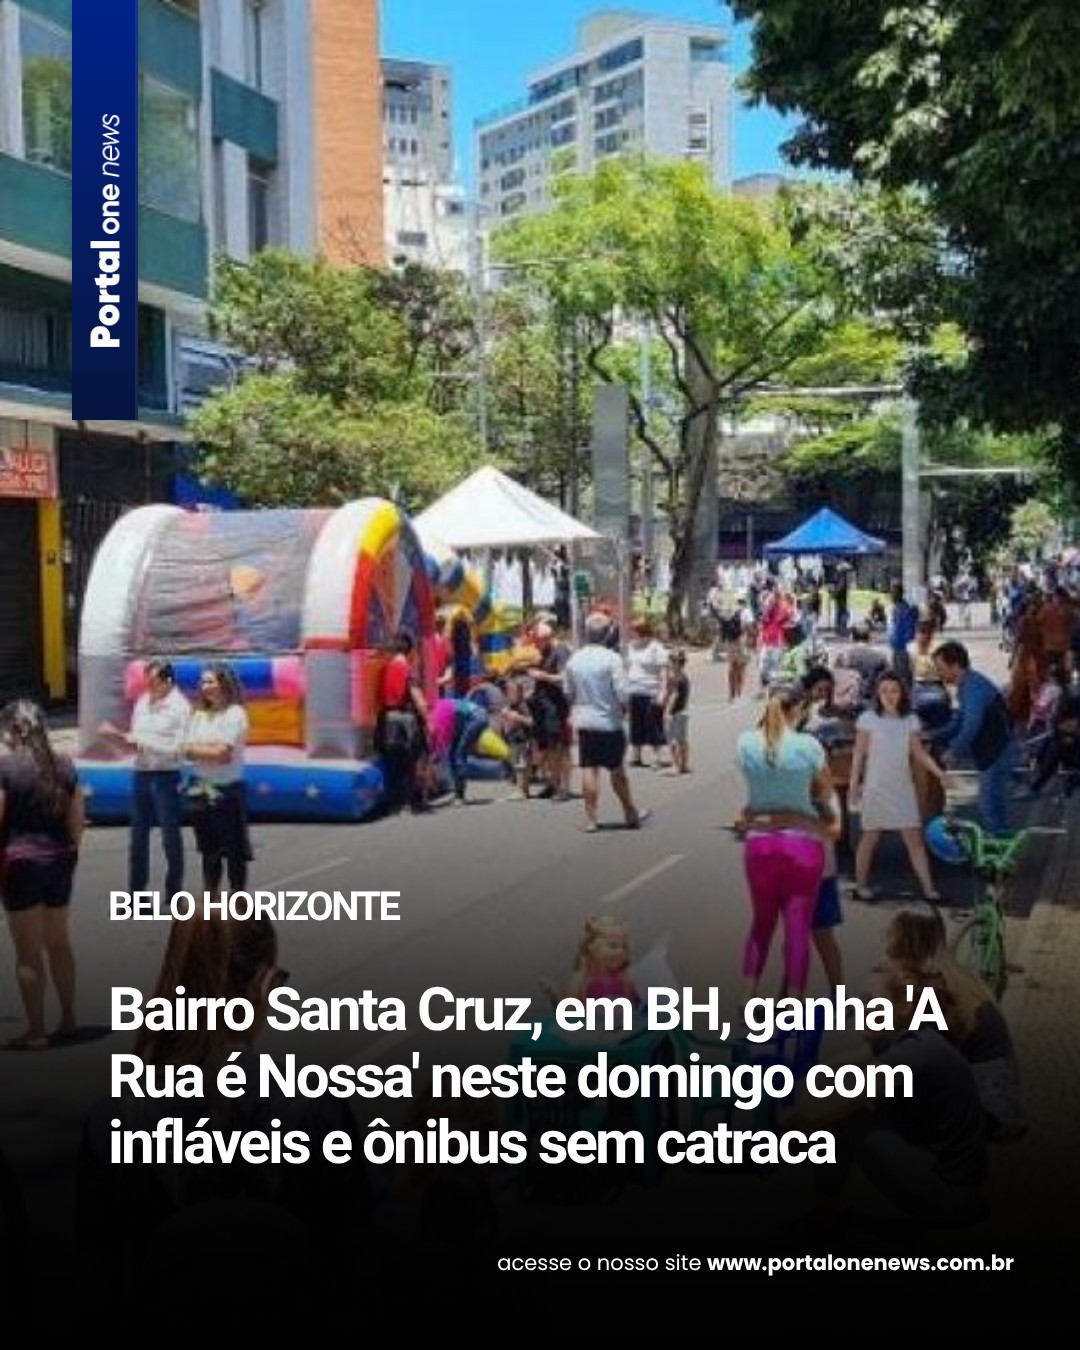 Portal one news
BELO HORIZONTE
Bairro Santa Cruz, em BH, ganha 'A
Rua é Nossa' neste domingo com
infláveis e ônibus sem catraca
acesse o nosso site www.portalonenews.com.br